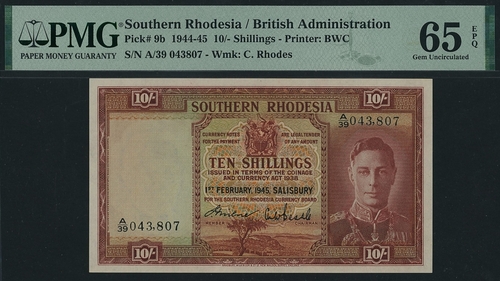 PMG
PAPER MONEY GUARANTY
Southern Rhodesia / British Administration
Pick# 9b 1944-45 10/- Shillings - Printer: BWC
S/N A/39 043807 - Wmk: C. Rhodes
65 EPQ
Gem Uncirculated
10/-
10/-
SOUTHERN RHODESIA
CURRENCY NOTES ARE LEGAL TENDER
FOR THE PAYMENT OF ANY AMOUNT
A/39 043,807
TEN SHILLINGS
ISSUED IN TERMS OF THE COINAGE
AND CURRENCY ACT 1938
1ST FEBRUARY, 1945, SALISBURY
FOR THE SOUTHERN RHODESIA CURRENCY BOARD
A/39 043,807
MEMBER
CHAIRMAN
10/-
10/-